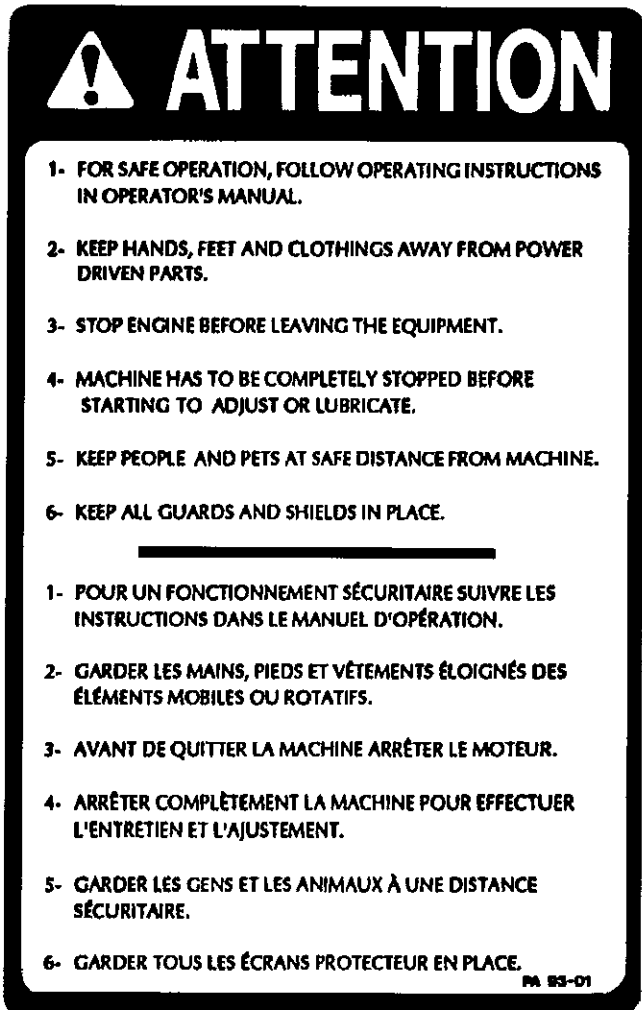 ATTENTION
1- FOR SAFE OPERATION, FOLLOW OPERATING INSTRUCTIONS
IN OPERATOR'S MANUAL.
2- KEEP HANDS, FEET AND CLOTHINGS AWAY FROM POWER
DRIVEN PARTS.
3- STOP ENGINE BEFORE LEAVING THE EQUIPMENT.
4- MACHINE HAS TO BE COMPLETELY STOPPED BEFORE
STARTING TO ADJUST OR LUBRICATE.
5- KEEP PEOPLE AND PETS AT SAFE DISTANCE FROM MACHINE.
6- KEEP ALL GUARDS AND SHIELDS IN PLACE.
1- POUR UN FONCTIONNEMENT SÉCURITAIRE SUIVRE LES
INSTRUCTIONS DANS LE MANUEL D'OPÉRATION.
2- GARDER LES MAINS, PIEDS ET VÊTEMENTS ÉLOIGNÉS DES
ÉLÉMENTS MOBILES OU ROTATIFS.
3- AVANT DE QUITTER LA MACHINE ARRÊTER LE MOTEUR.
4- ARRÊTER COMPLÈTEMENT LA MACHINE POUR EFFECTUER
L'ENTRETIEN ET L'AJUSTEMENT.
5- GARDER LES GENS ET LES ANIMAUX À UNE DISTANCE
SÉCURITAIRE.
6- GARDER TOUS LES ÉCRANS PROTECTEUR EN PLACE.
PA 93-01